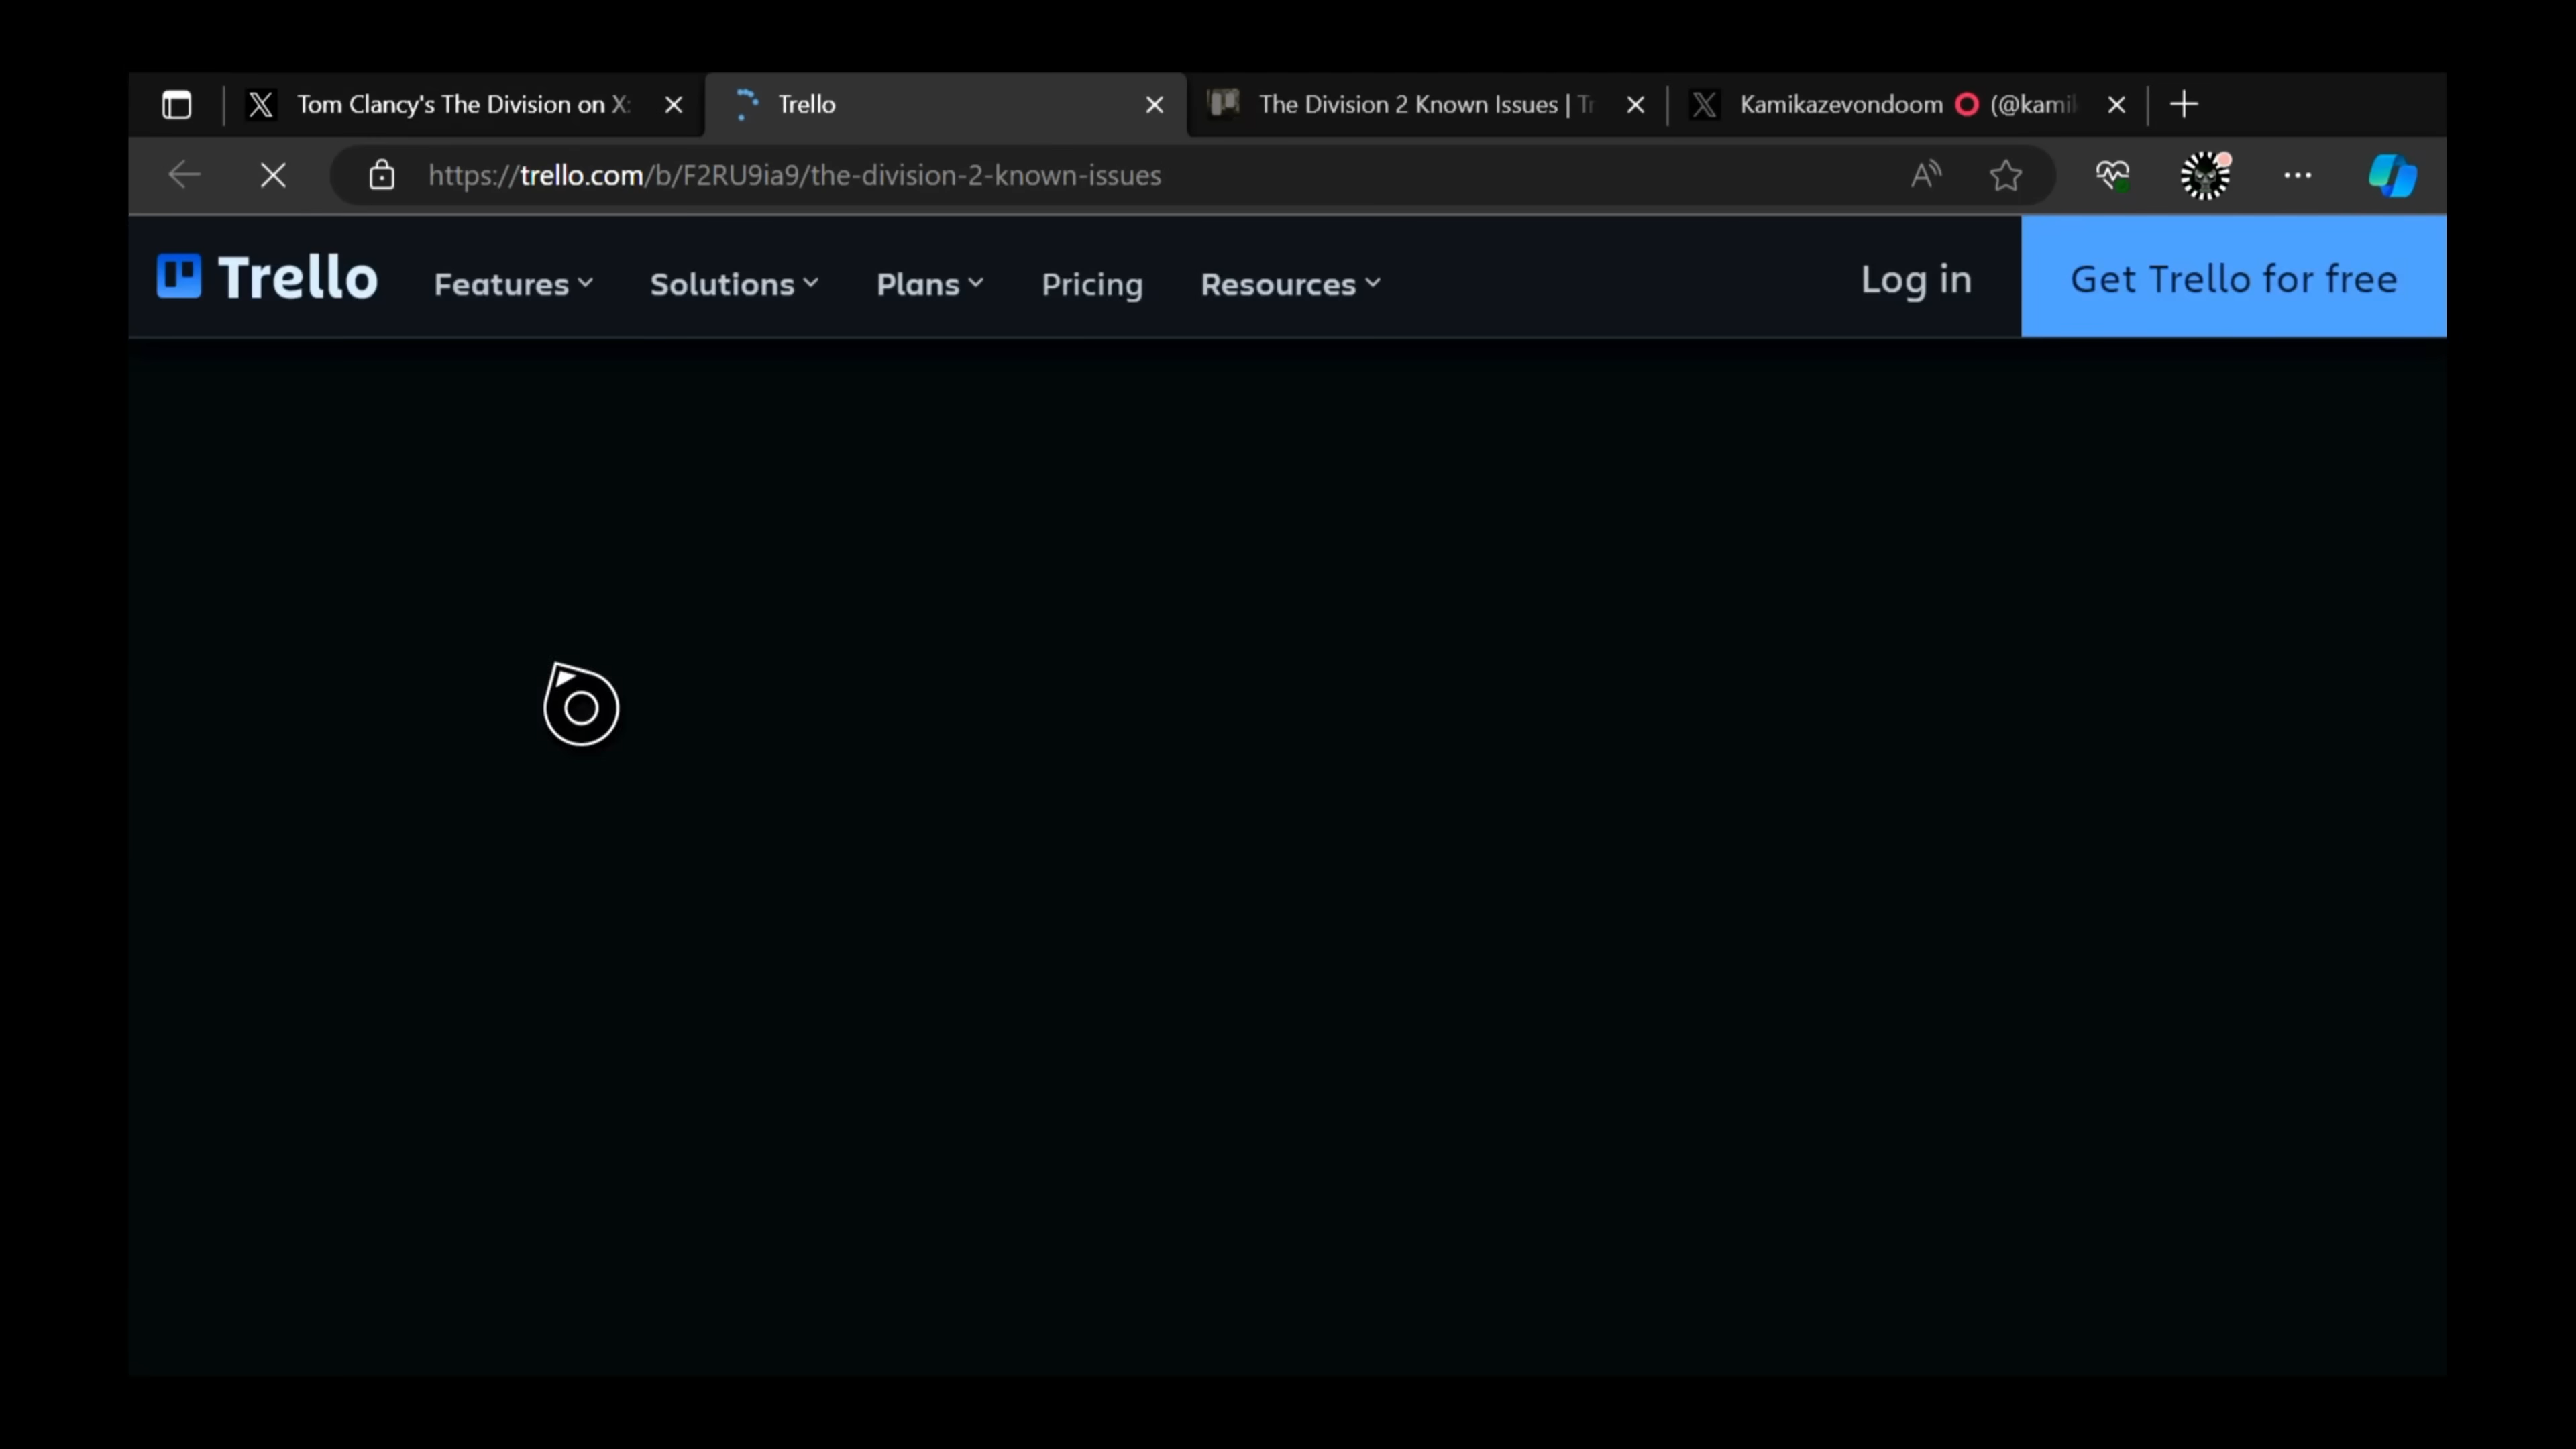 Tom Clancy's The Division on X:
Trello
The Division 2 Known Issues | Tr
Kamikazevondoom (@kamik
https://trello.com/b/F2RU9ia9/the-division-2-known-issues
Trello
Features
Solutions
Plans
Pricing
Resources
Log in
Get Trello for free